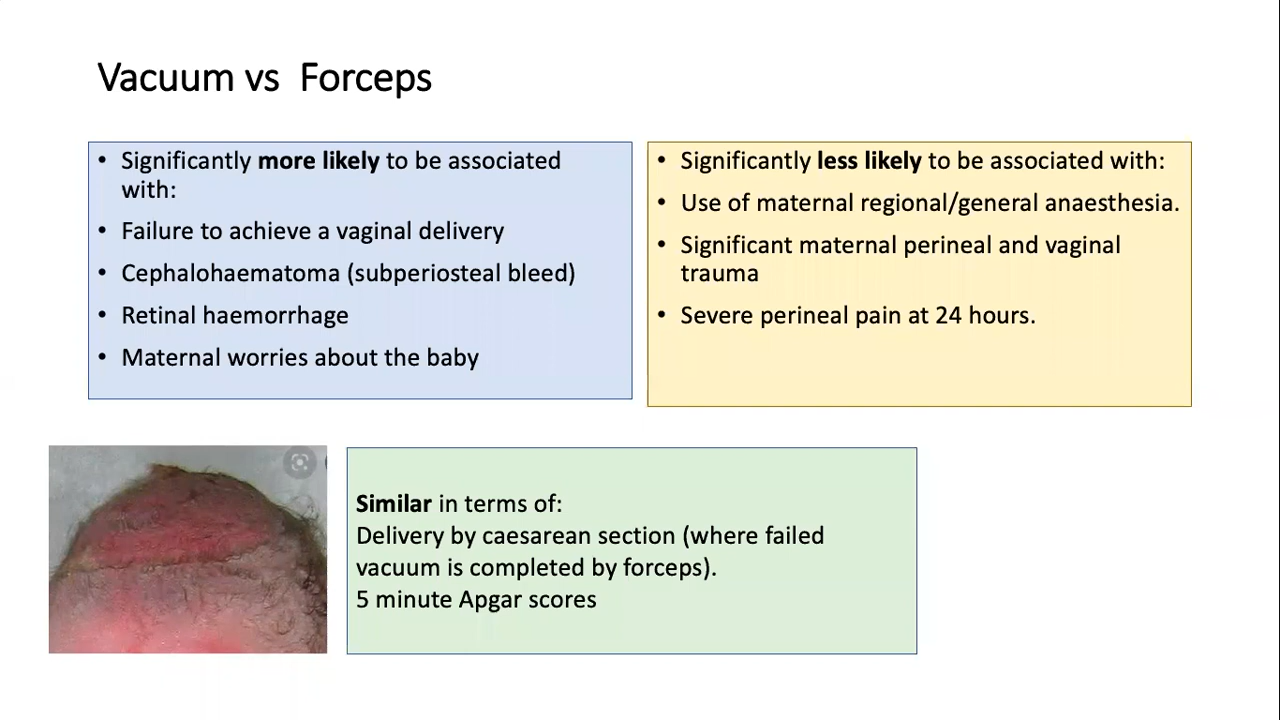 Vacuum vs Forceps
• Significantly more likely to be associated
with:
• Failure to achieve a vaginal delivery
• Cephalohaematoma (subperiosteal bleed)
• Retinal haemorrhage
• Maternal worries about the baby
• Significantly less likely to be associated with:
• Use of maternal regional/general anaesthesia.
• Significant maternal perineal and vaginal
trauma
• Severe perineal pain at 24 hours.
Similar in terms of:
Delivery by caesarean section (where failed
vacuum is completed by forceps).
5 minute Apgar scores